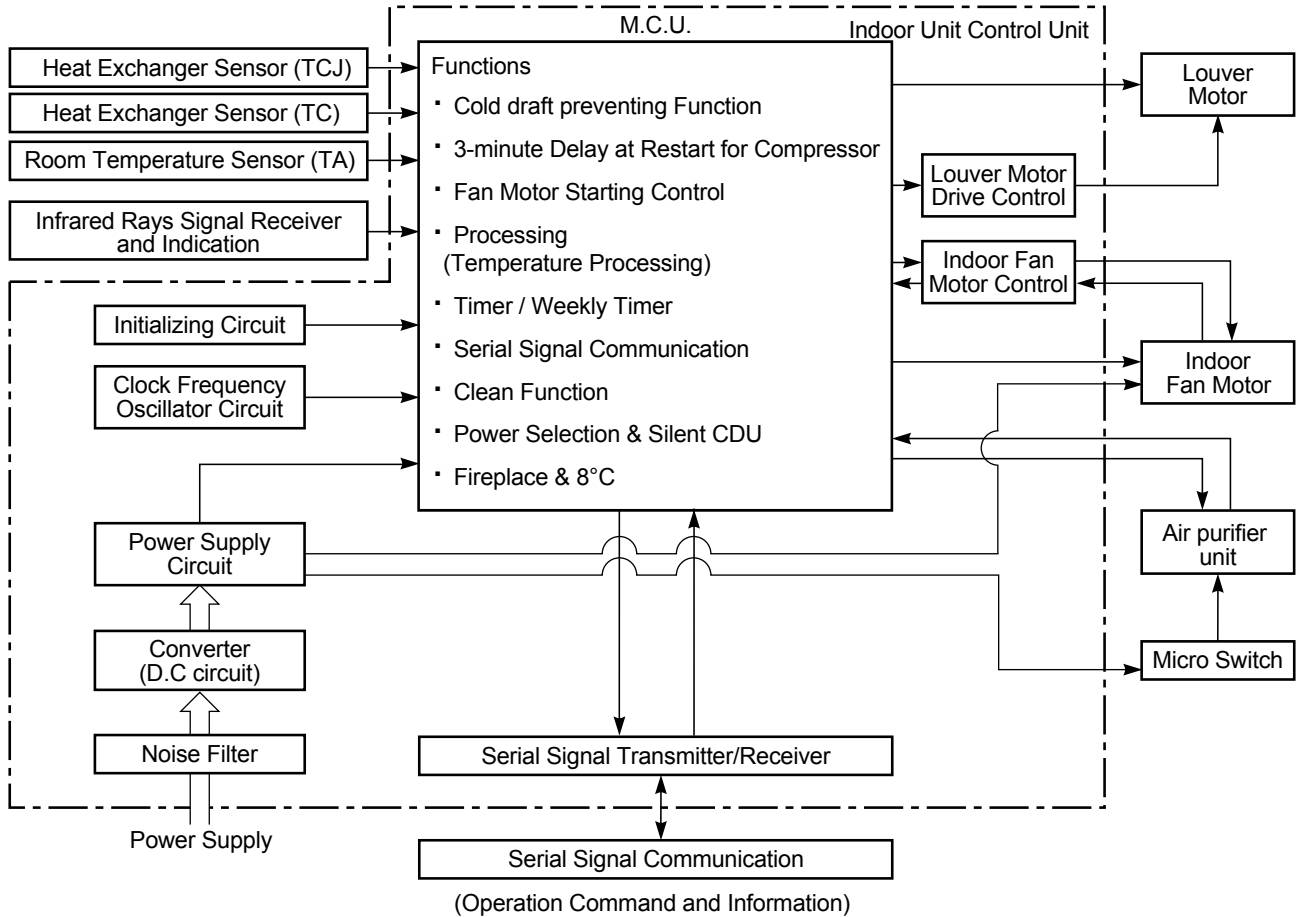 M.C.U.
Indoor Unit Control Unit
Heat Exchanger Sensor (TCJ)
Heat Exchanger Sensor (TC)
Room Temperature Sensor (TA)
Infrared Rays Signal Receiver
and Indication
Initializing Circuit
Clock Frequency
Oscillator Circuit
Power Supply
Circuit
Converter
(D.C circuit)
Noise Filter
Power Supply
Functions
· Cold draft preventing Function
· 3-minute Delay at Restart for Compressor
· Fan Motor Starting Control
· Processing
(Temperature Processing)
· Timer / Weekly Timer
· Serial Signal Communication
· Clean Function
· Power Selection & Silent CDU
· Fireplace & 8°C
Louver
Motor
Louver Motor
Drive Control
Indoor Fan
Motor Control
Indoor
Fan Motor
Air purifier
unit
Micro Switch
Serial Signal Transmitter/Receiver
Serial Signal Communication
(Operation Command and Information)